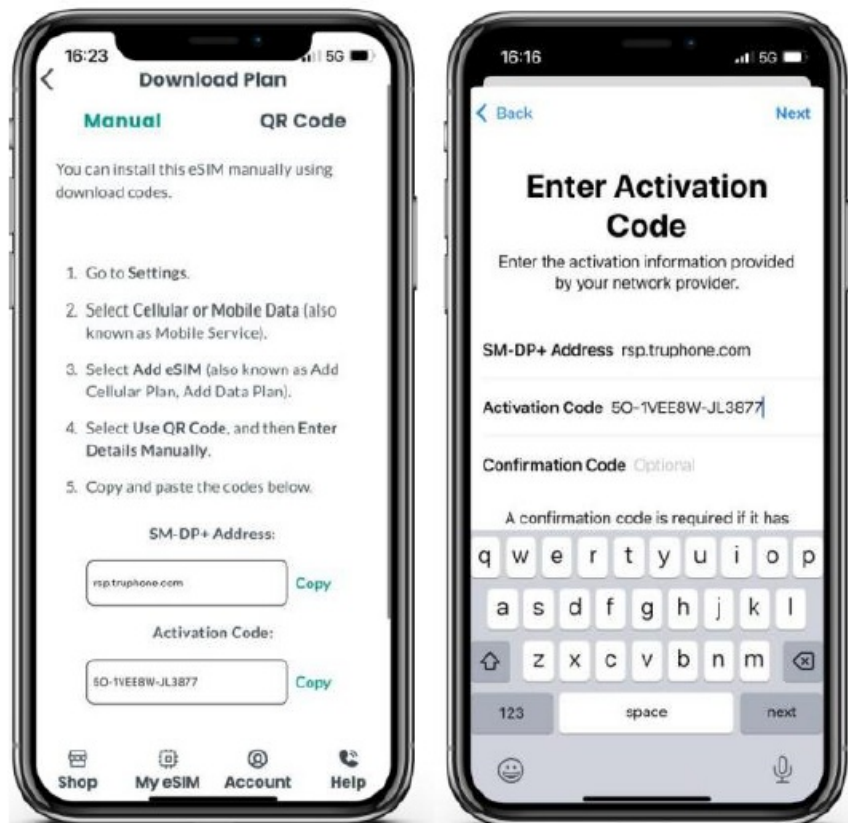 16:23
5G
Download Plan
Manual
QR Code
You can install this eSIM manually using
download codes.
1. Go to Settings.
2. Select Cellular or Mobile Data (also
known as Mobile Service).
3. Select Add eSIM (also known as Add
Cellular Plan, Add Data Plan).
4. Select Use QR Code, and then Enter
Details Manually.
5. Copy and paste the codes below.
SM-DP+ Address:
rsp.truphone.com
Copy
Activation Code:
5O-1VEE8W-JL3877
Copy
Shop
My eSIM
Account
Help
16:16
5G
Back
Next
Enter Activation
Code
Enter the activation information provided
by your network provider.
SM-DP+ Address rsp.truphone.com
Activation Code 5O-1VEE8W-JL3877
Confirmation Code Optional
A confirmation code is required if it has
q w e r t y u i o p
a s d f g h j k l
z x c v b n m
123
space
next